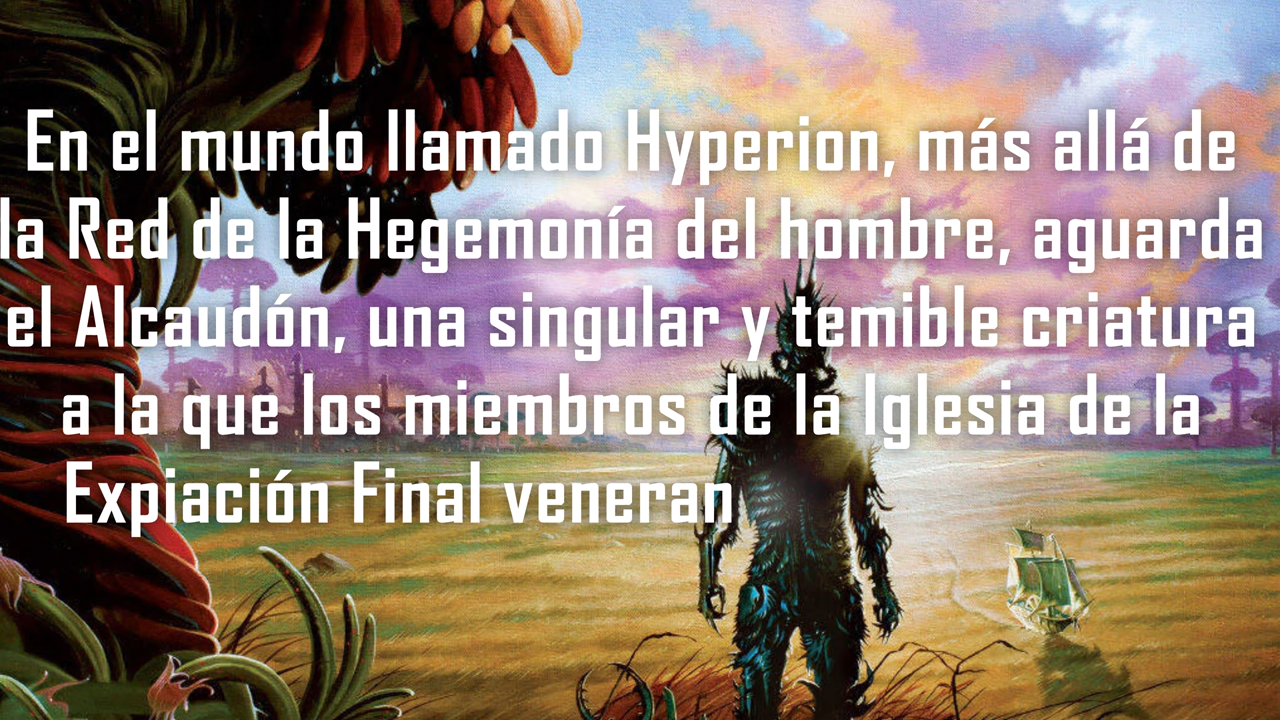 En el mundo llamado Hyperion, más allá de
la Red de la Hegemonía del hombre, aguarda
el Alcaudón, una singular y temible criatura
a la que los miembros de la Iglesia de la
Expiación Final veneran